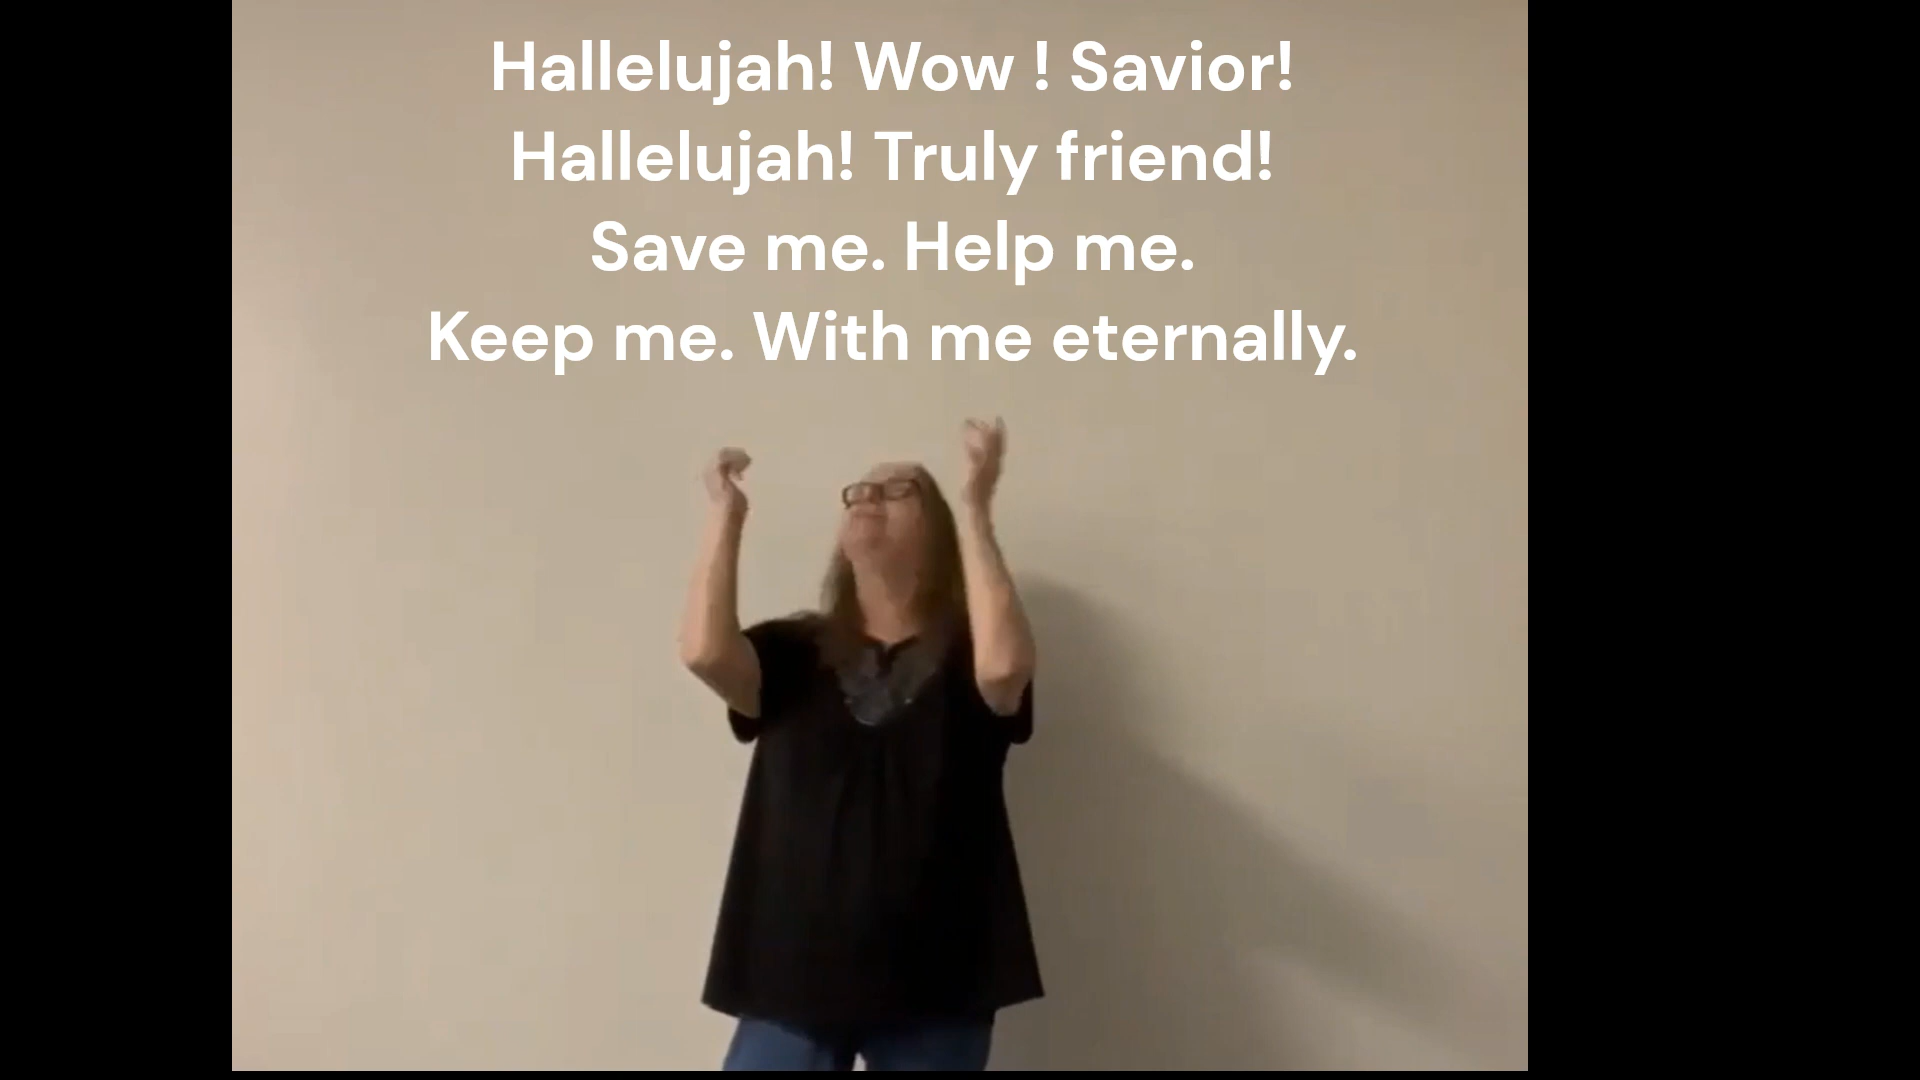 Hallelujah! Wow ! Savior!
Hallelujah! Truly friend!
Save me. Help me.
Keep me. With me eternally.